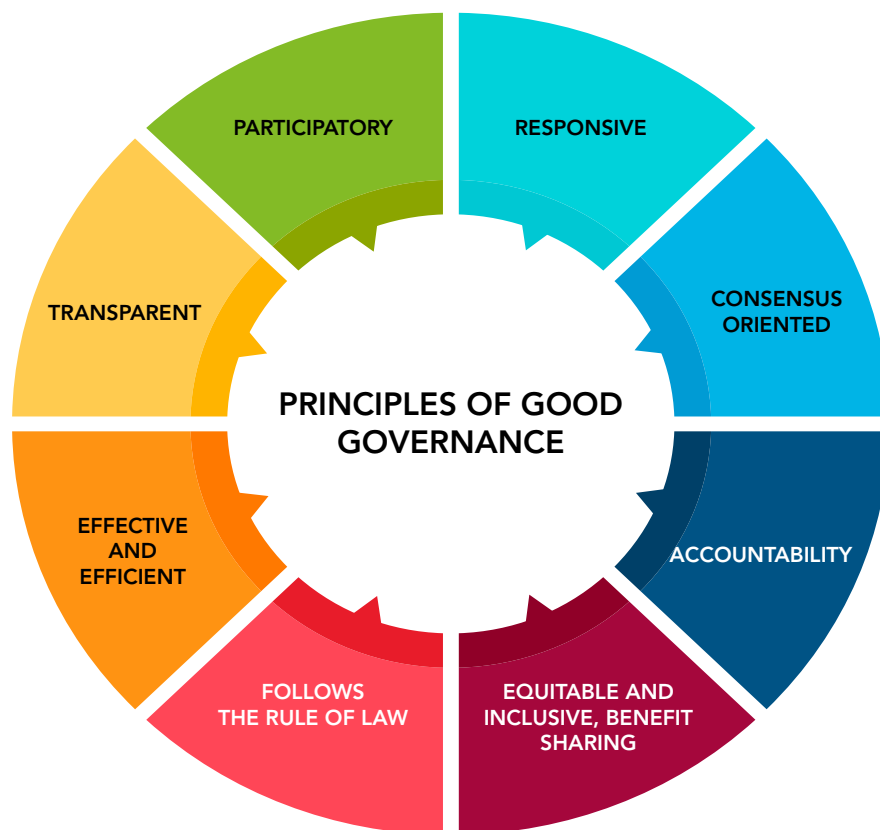 PARTICIPATORY
RESPONSIVE
CONSENSUS
ORIENTED
ACCOUNTABILITY
EQUITABLE AND
INCLUSIVE, BENEFIT
SHARING
FOLLOWS
THE RULE OF LAW
EFFECTIVE
AND
EFFICIENT
TRANSPARENT
PRINCIPLES OF GOOD
GOVERNANCE